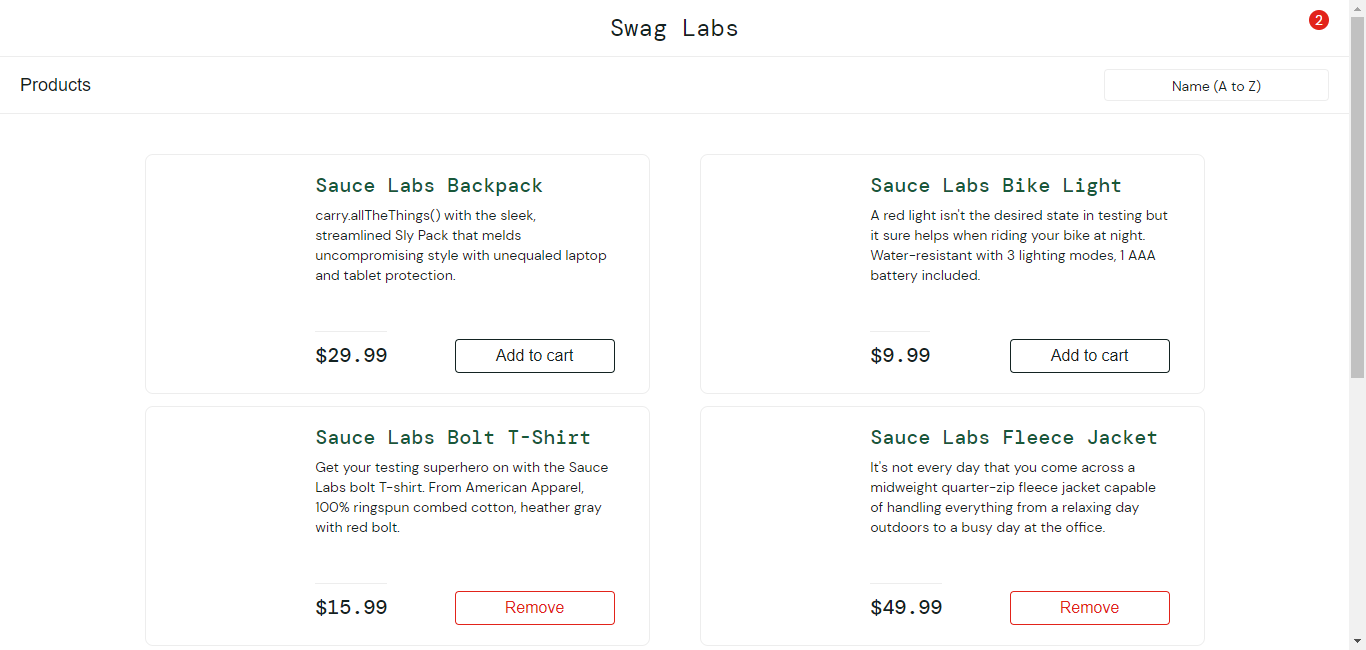 Swag Labs
2
Products
Name (A to Z)
Sauce Labs Backpack
carry.allTheThings() with the sleek,
streamlined Sly Pack that melds
uncompromising style with unequaled laptop
and tablet protection.
$29.99
Add to cart
Sauce Labs Bike Light
A red light isn't the desired state in testing but
it sure helps when riding your bike at night.
Water-resistant with 3 lighting modes, 1 AAA
battery included.
$9.99
Add to cart
Sauce Labs Bolt T-Shirt
Get your testing superhero on with the Sauce
Labs bolt T-shirt. From American Apparel,
100% ringspun combed cotton, heather gray
with red bolt.
$15.99
Remove
Sauce Labs Fleece Jacket
It's not every day that you come across a
midweight quarter-zip fleece jacket capable
of handling everything from a relaxing day
outdoors to a busy day at the office.
$49.99
Remove